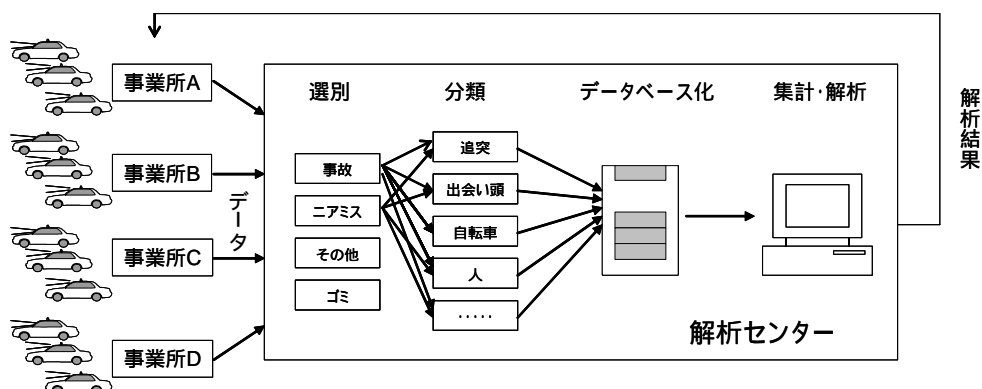 事業所A
事業所B
事業所C
事業所D
データ
選別
分類
データベース化
集計・解析
事故
ニアミス
その他
ゴミ
追突
出会い頭
自転車
人
.....
解析センター
解析結果